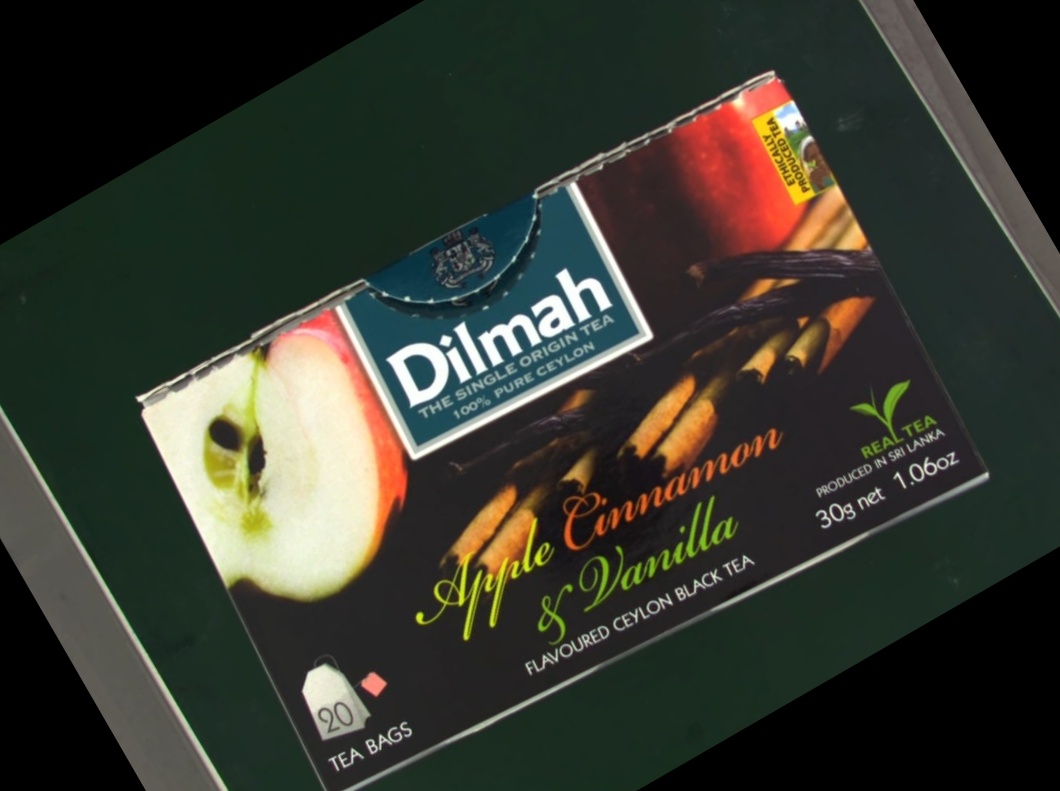 ETHICALLY
PRODUCED TEA
Dilmah
THE SINGLE ORIGIN TEA
100% PURE CEYLON
Apple Cinnamon
& Vanilla
FLAVOURED CEYLON BLACK TEA
REAL TEA
PRODUCED IN SRI LANKA
30g net 1.06oz
20
TEA BAGS